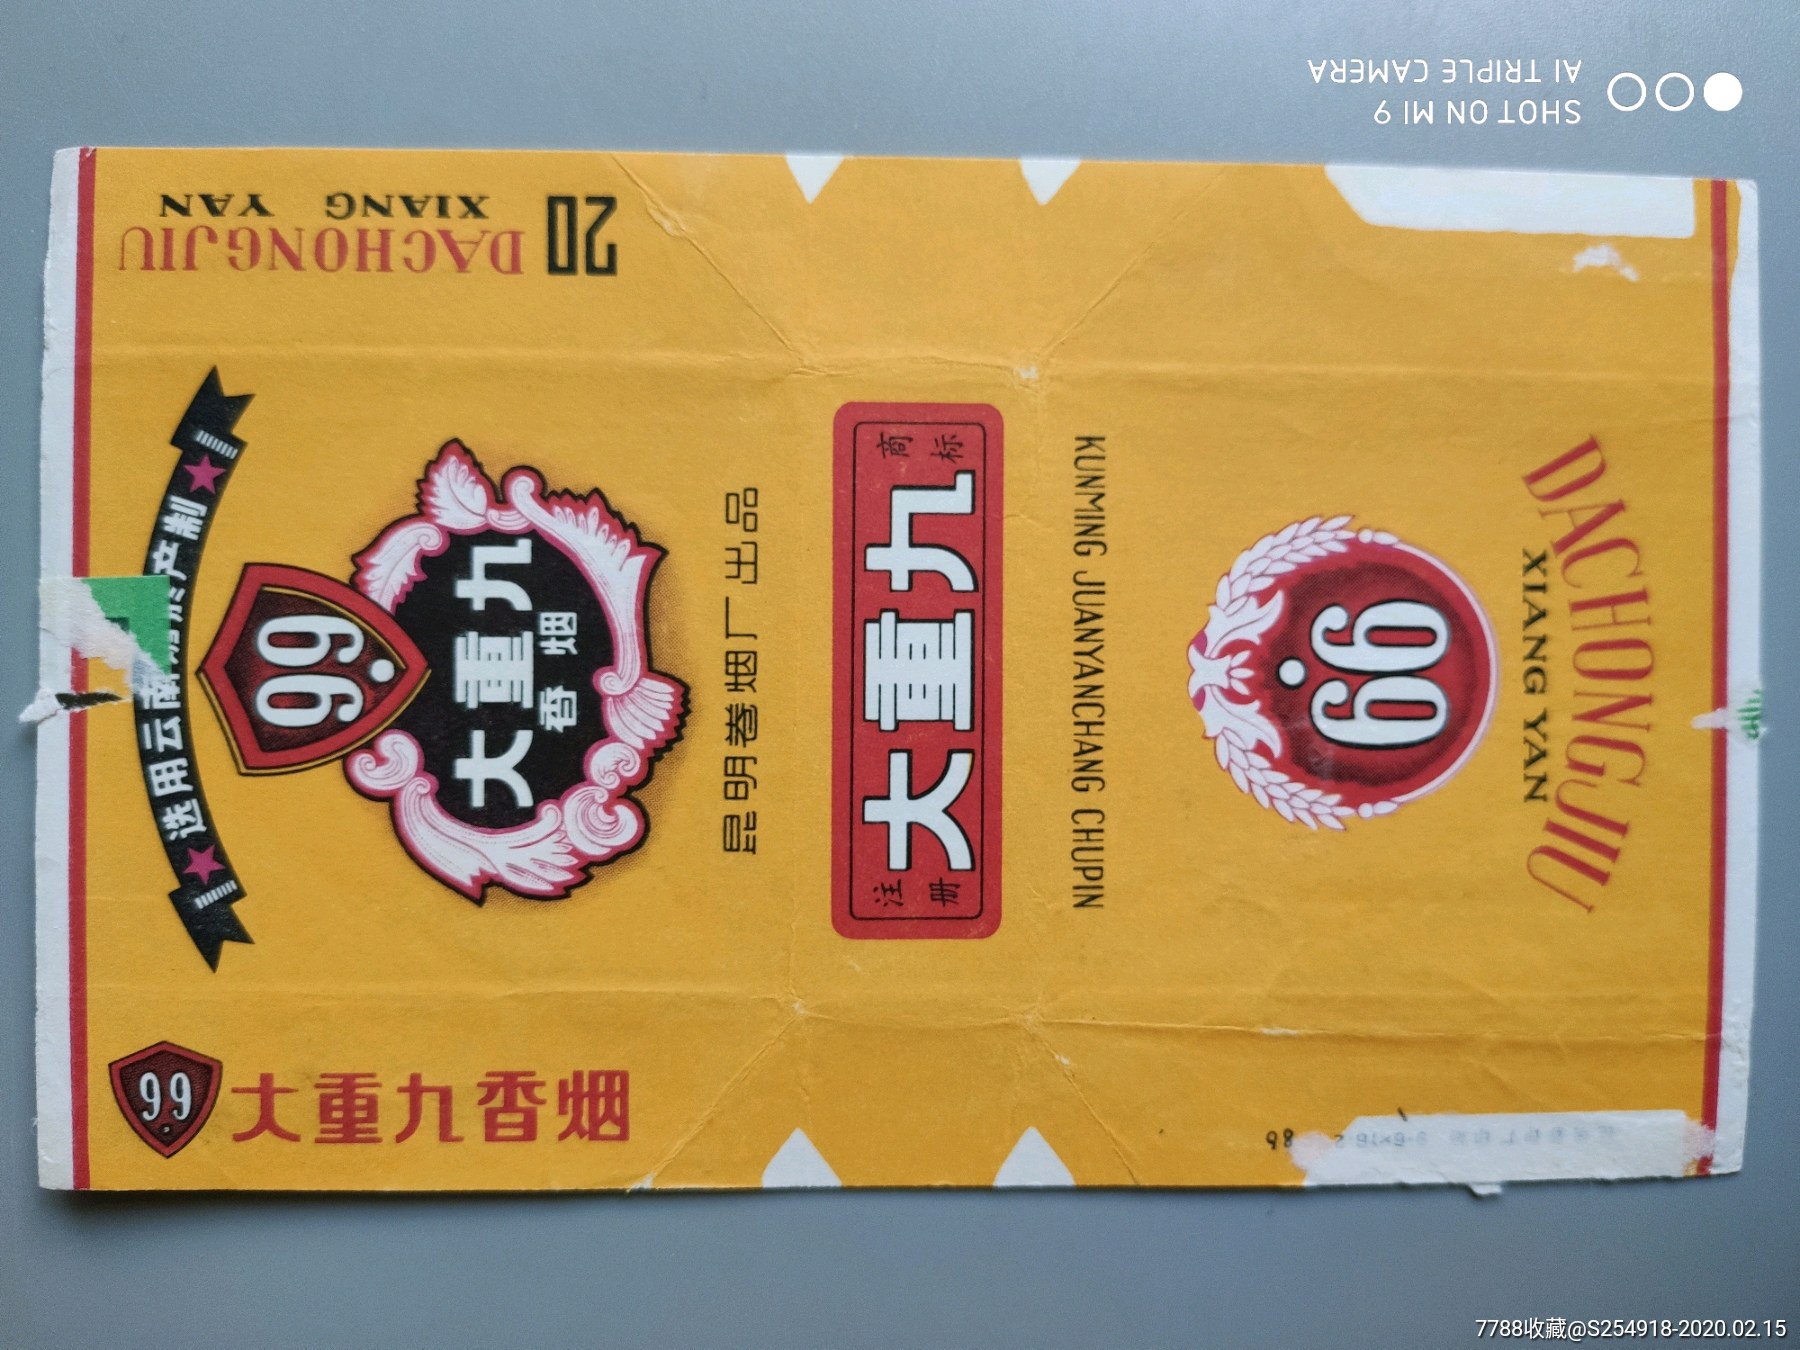 SHOT ON MI 9
AI TRIPLE CAMERA
20
DACHONGJIU
XIANG YAN
选用云南 产制
99
大重九
香烟
昆明卷烟厂出品
注册
商标
大重九
KUNMING JUANYANCHANG CHUPIN
99
DACHONGJIU
XIANG YAN
99
大重九香烟
7788收藏@S254918-2020.02.15